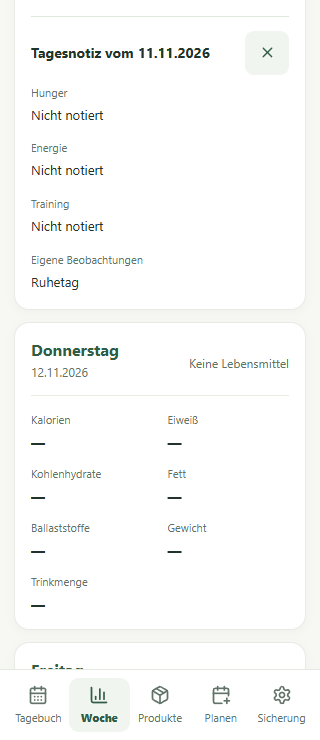 Tagesnotiz vom 11.11.2026
Hunger
Nicht notiert
Energie
Nicht notiert
Training
Nicht notiert
Eigene Beobachtungen
Ruhetag
Donnerstag
12.11.2026
Keine Lebensmittel
Kalorien
Eiweiß
—
—
Kohlenhydrate
Fett
—
—
Ballaststoffe
Gewicht
—
—
Trinkmenge
—
Freitag
Tagebuch
Woche
Produkte
Planen
Sicherung